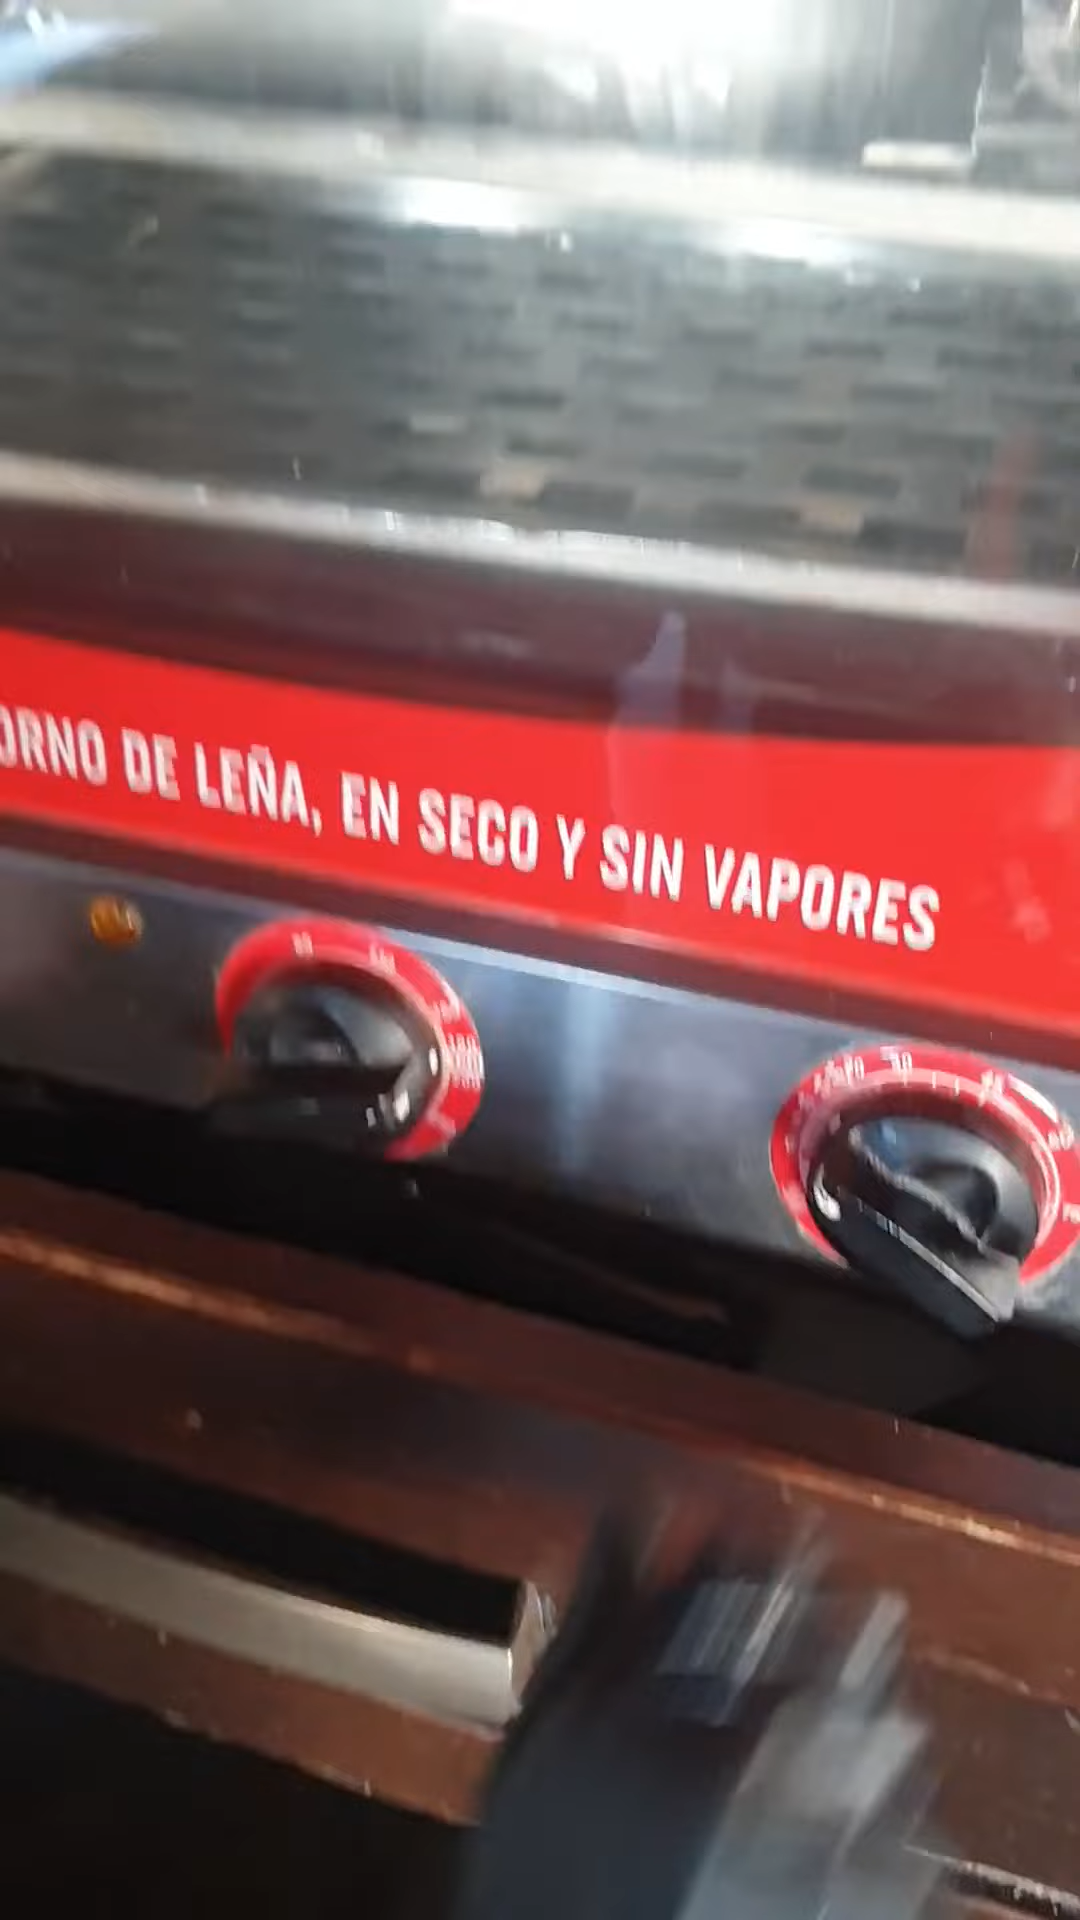 ORNO DE LEÑA, EN SECO Y SIN VAPORES